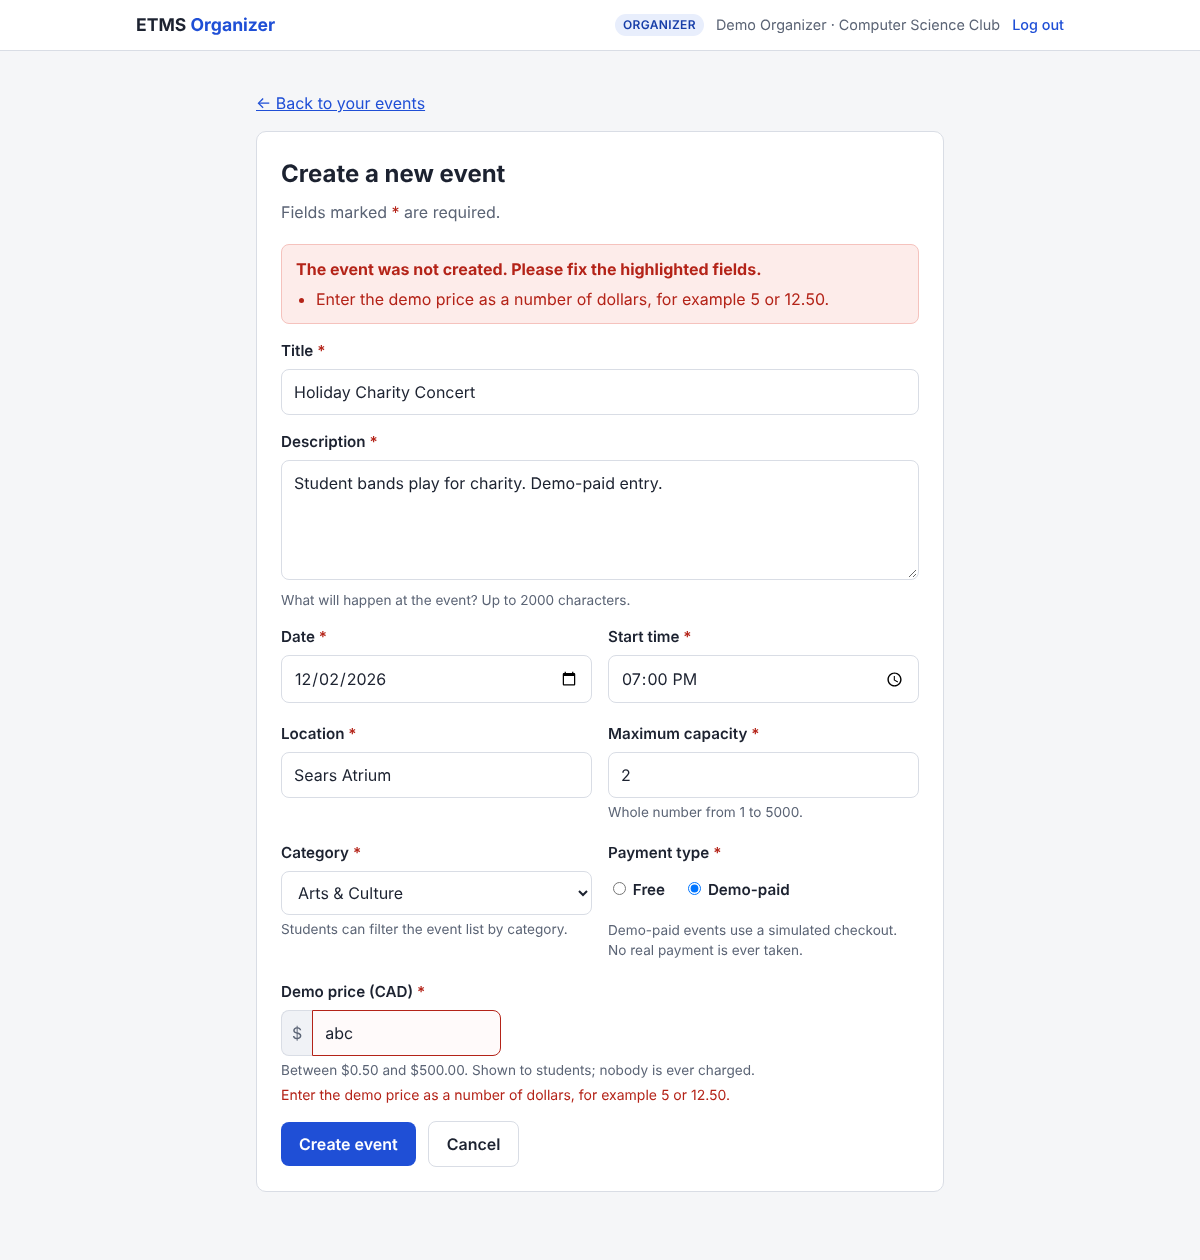 ETMS Organizer
ORGANIZER
Demo Organizer · Computer Science Club
Log out
← Back to your events
Create a new event
Fields marked * are required.
The event was not created. Please fix the highlighted fields.
• Enter the demo price as a number of dollars, for example 5 or 12.50.
Title *
Holiday Charity Concert
Description *
Student bands play for charity. Demo-paid entry.
What will happen at the event? Up to 2000 characters.
Date *
12/02/2026
Start time *
07:00 PM
Location *
Sears Atrium
Maximum capacity *
2
Whole number from 1 to 5000.
Category *
Arts & Culture
Students can filter the event list by category.
Payment type *
Free
Demo-paid
Demo-paid events use a simulated checkout.
No real payment is ever taken.
Demo price (CAD) *
$ abc
Between $0.50 and $500.00. Shown to students; nobody is ever charged.
Enter the demo price as a number of dollars, for example 5 or 12.50.
Create event
Cancel